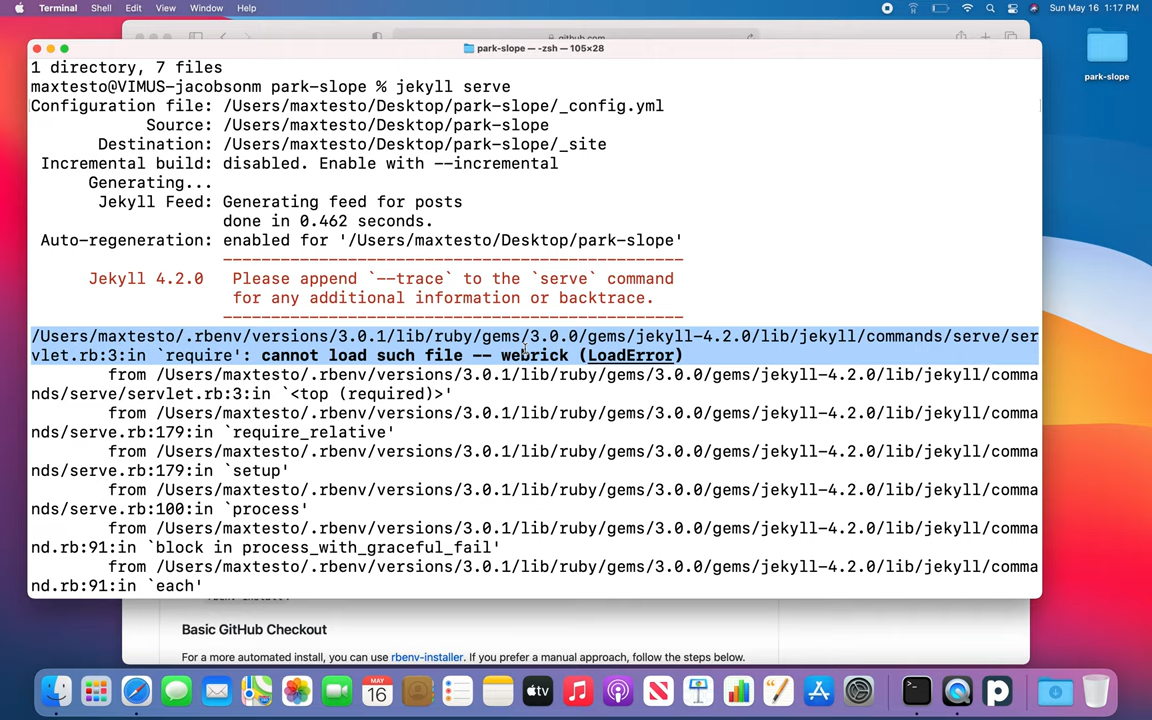 Terminal Shell Edit View Window Help Sun May 16 1:17 PM
github.com
park-slope — -zsh — 105×28
park-slope
1 directory, 7 files
maxtesto@VIMUS-jacobsonm park-slope % jekyll serve
Configuration file: /Users/maxtesto/Desktop/park-slope/_config.yml
Source: /Users/maxtesto/Desktop/park-slope
Destination: /Users/maxtesto/Desktop/park-slope/_site
Incremental build: disabled. Enable with --incremental
Generating...
Jekyll Feed: Generating feed for posts
done in 0.462 seconds.
Auto-regeneration: enabled for '/Users/maxtesto/Desktop/park-slope'
------------------------------------------------
Jekyll 4.2.0 Please append `--trace` to the `serve` command
for any additional information or backtrace.
------------------------------------------------
/Users/maxtesto/.rbenv/versions/3.0.1/lib/ruby/gems/3.0.0/gems/jekyll-4.2.0/lib/jekyll/commands/serve/ser
vlet.rb:3:in `require': cannot load such file -- webrick (LoadError)
from /Users/maxtesto/.rbenv/versions/3.0.1/lib/ruby/gems/3.0.0/gems/jekyll-4.2.0/lib/jekyll/comma
nds/serve/servlet.rb:3:in `<top (required)>'
from /Users/maxtesto/.rbenv/versions/3.0.1/lib/ruby/gems/3.0.0/gems/jekyll-4.2.0/lib/jekyll/comma
nds/serve.rb:179:in `require_relative'
from /Users/maxtesto/.rbenv/versions/3.0.1/lib/ruby/gems/3.0.0/gems/jekyll-4.2.0/lib/jekyll/comma
nds/serve.rb:179:in `setup'
from /Users/maxtesto/.rbenv/versions/3.0.1/lib/ruby/gems/3.0.0/gems/jekyll-4.2.0/lib/jekyll/comma
nds/serve.rb:100:in `process'
from /Users/maxtesto/.rbenv/versions/3.0.1/lib/ruby/gems/3.0.0/gems/jekyll-4.2.0/lib/jekyll/comma
nd.rb:91:in `block in process_with_graceful_fail'
from /Users/maxtesto/.rbenv/versions/3.0.1/lib/ruby/gems/3.0.0/gems/jekyll-4.2.0/lib/jekyll/comma
nd.rb:91:in `each'
Basic GitHub Checkout
For a more automated install, you can use rbenv-installer. If you prefer a manual approach, follow the steps below.
MAY
16